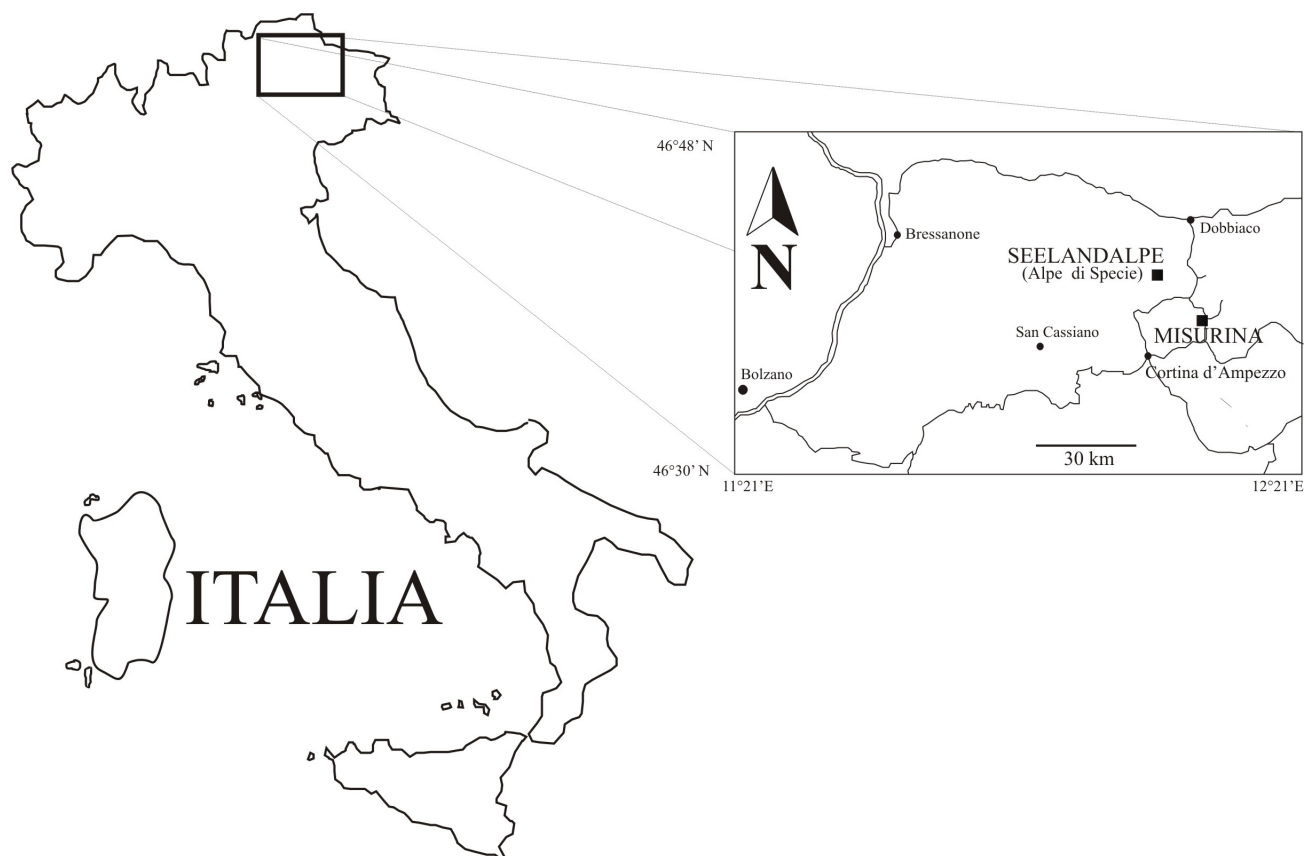 46°48’ N
N
Bressanone
Dobbiaco
SEELANDALPE
(Alpe di Specie)
San Cassiano
MISURINA
Bolzano
Cortina d’Ampezzo
30 km
46°30’ N
11°21’E
12°21’E
ITALIA